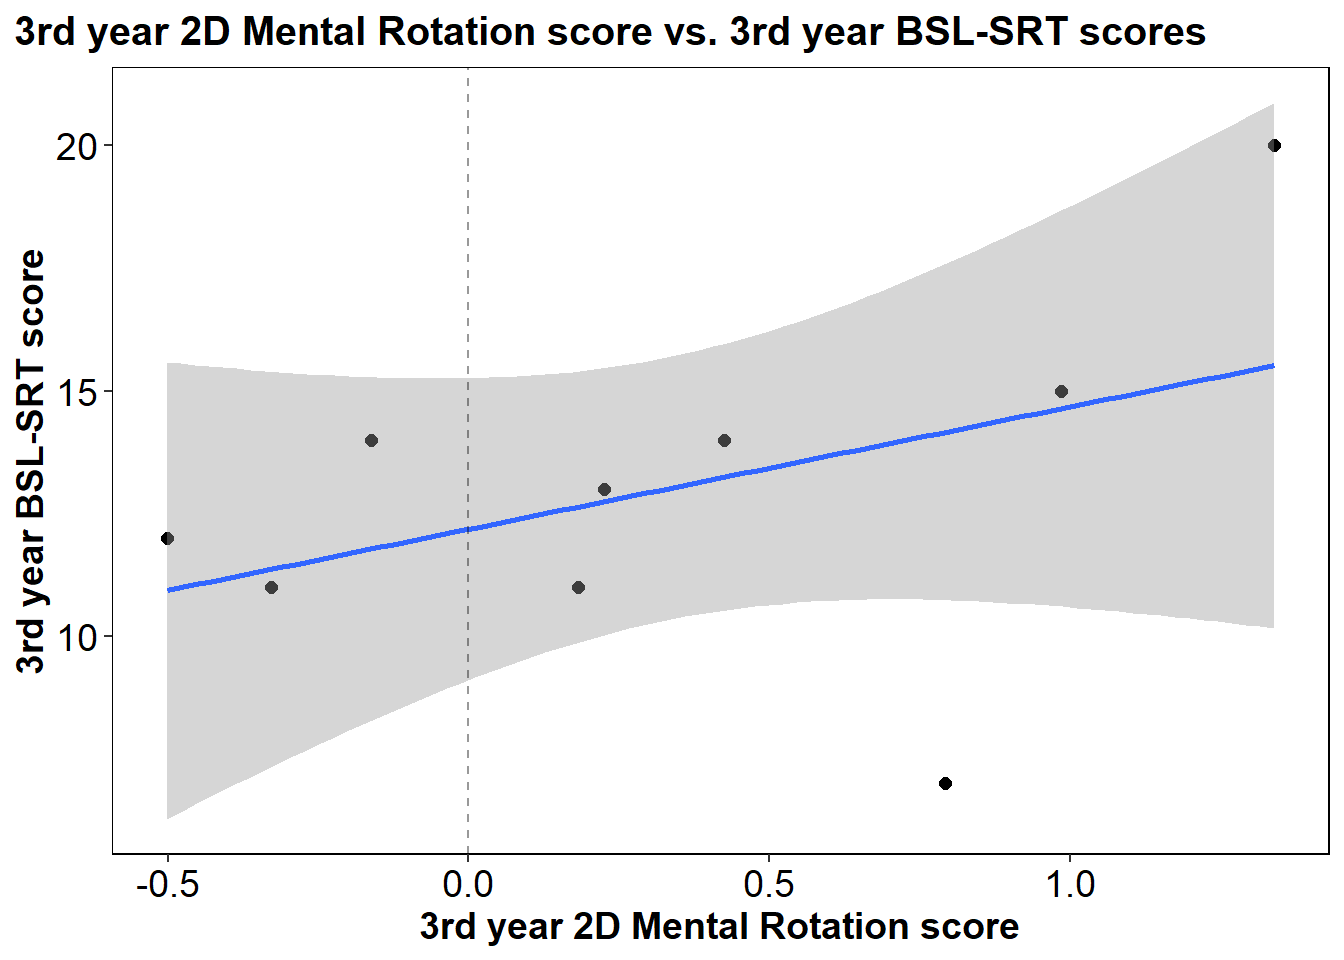 3rd year 2D Mental Rotation score vs. 3rd year BSL-SRT scores
3rd year BSL-SRT score
20
15
10
-0.5 0.0 0.5 1.0
3rd year 2D Mental Rotation score